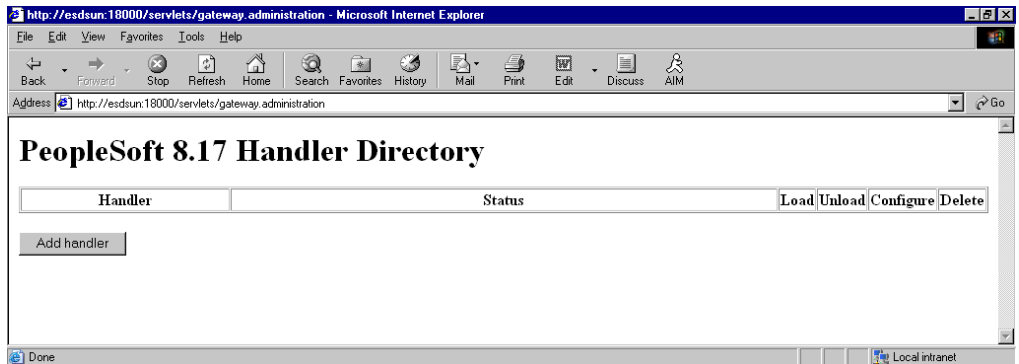 http://esdsun:18000/servlets/gateway.administration - Microsoft Internet Explorer
File Edit View Favorites Tools Help
Back Forward Stop Refresh Home Search Favorites History Mail Print Edit Discuss AIM
Address http://esdsun:18000/servlets/gateway.administration Go
PeopleSoft 8.17 Handler Directory
Handler Status Load Unload Configure Delete
Add handler
Done Local intranet